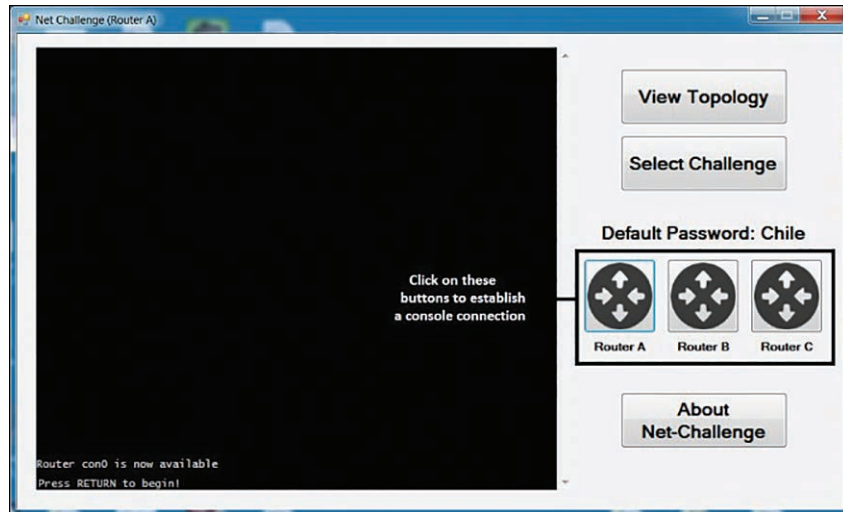 Net Challenge (Router A)
View Topology
Select Challenge
Default Password: Chile
Click on these
buttons to establish
a console connection
Router A
Router B
Router C
About
Net-Challenge
Router con0 is now available
Press RETURN to begin!